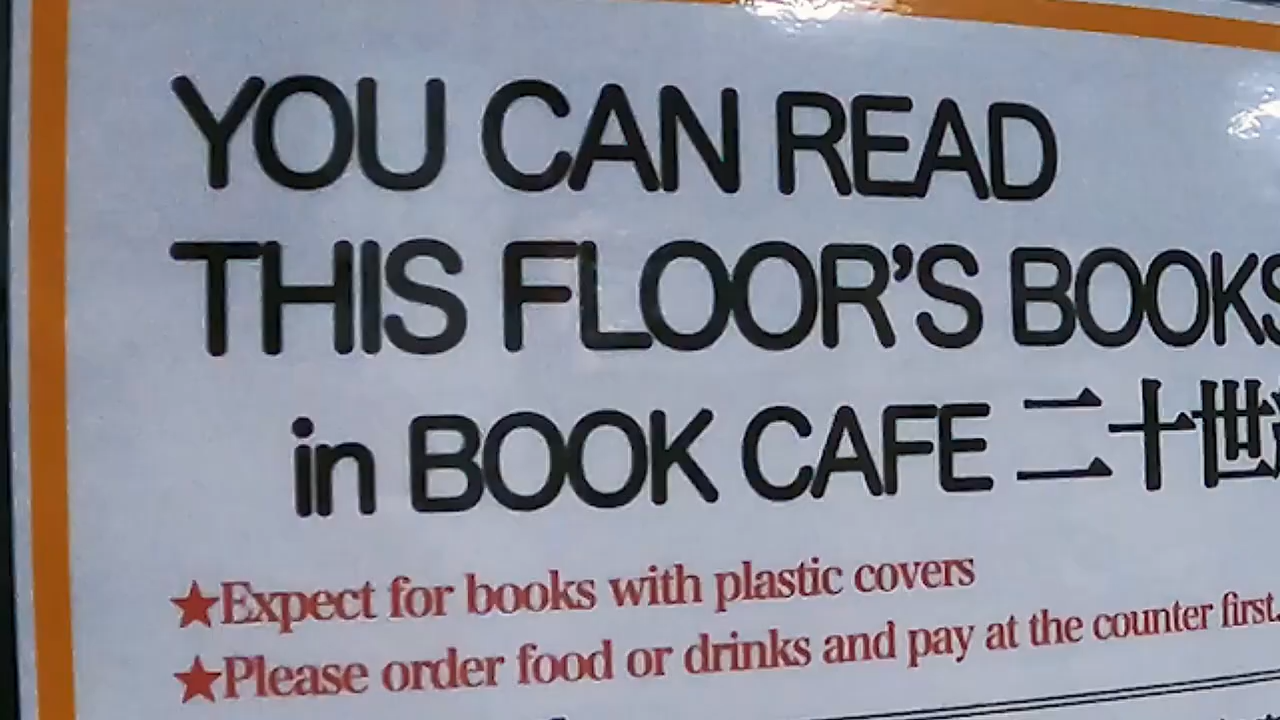 YOU CAN READ
THIS FLOOR'S BOOKS
in BOOK CAFE 二十世
★Expect for books with plastic covers
★Please order food or drinks and pay at the counter first.